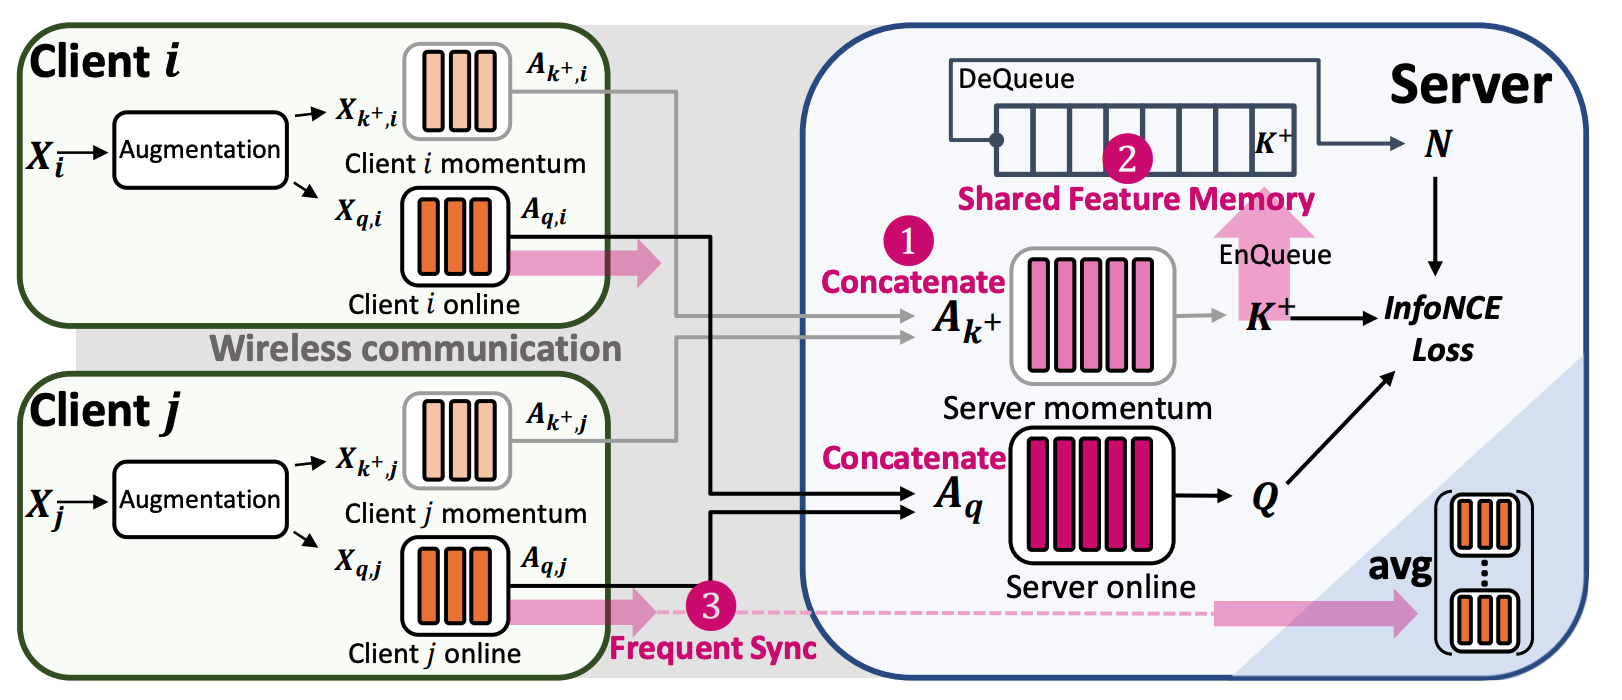 Client i
X_i
Augmentation
X_{k^+,i}
X_{q,i}
A_{k^+,i}
Client i momentum
A_{q,i}
Client i online
Wireless communication
Client j
X_j
Augmentation
X_{k^+,j}
X_{q,j}
A_{k^+,j}
Client j momentum
A_{q,j}
Client j online
3
Frequent Sync
Server
DeQueue
K^+
N
2
Shared Feature Memory
EnQueue
1
Concatenate
A_{k^+}
K^+
InfoNCE
Loss
Server momentum
Concatenate
A_q
Q
Server online
avg